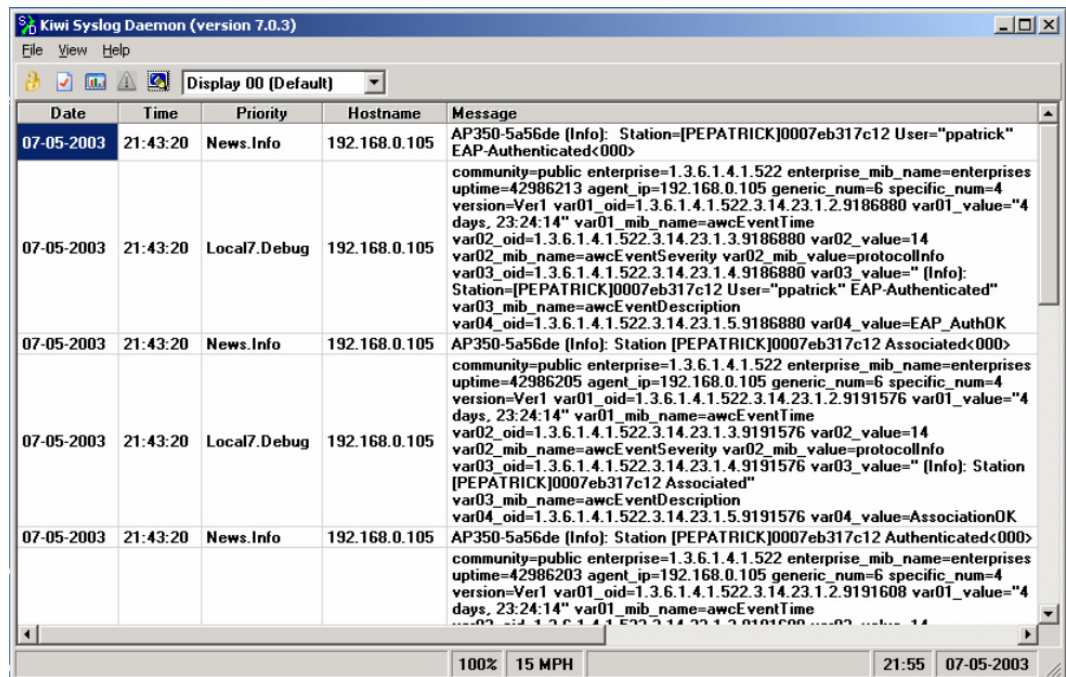 Kiwi Syslog Daemon (version 7.0.3)
File View Help
Display 00 (Default)
Date Time Priority Hostname Message
07-05-2003 21:43:20 News.Info 192.168.0.105 AP350-5a56de (Info): Station=[PEPATRICK]0007eb317c12 User="ppatrick"
EAP-Authenticated<000>
community=public enterprise=1.3.6.1.4.1.522 enterprise_mib_name=enterprises
uptime=42986213 agent_ip=192.168.0.105 generic_num=6 specific_num=4
version=Ver1 var01_oid=1.3.6.1.4.1.522.3.14.23.1.2.9186880 var01_value="4
days, 23:24:14" var01_mib_name=awcEventTime
07-05-2003 21:43:20 Local7.Debug 192.168.0.105 var02_oid=1.3.6.1.4.1.522.3.14.23.1.3.9186880 var02_value=14
var02_mib_name=awcEventSeverity var02_mib_value=protocolInfo
var03_oid=1.3.6.1.4.1.522.3.14.23.1.4.9186880 var03_value=" (Info):
Station=[PEPATRICK]0007eb317c12 User="ppatrick" EAP-Authenticated"
var03_mib_name=awcEventDescription
var04_oid=1.3.6.1.4.1.522.3.14.23.1.5.9186880 var04_value=EAP_AuthOK
07-05-2003 21:43:20 News.Info 192.168.0.105 AP350-5a56de (Info): Station [PEPATRICK]0007eb317c12 Associated<000>
community=public enterprise=1.3.6.1.4.1.522 enterprise_mib_name=enterprises
uptime=42986205 agent_ip=192.168.0.105 generic_num=6 specific_num=4
version=Ver1 var01_oid=1.3.6.1.4.1.522.3.14.23.1.2.9191576 var01_value="4
days, 23:24:14" var01_mib_name=awcEventTime
07-05-2003 21:43:20 Local7.Debug 192.168.0.105 var02_oid=1.3.6.1.4.1.522.3.14.23.1.3.9191576 var02_value=14
var02_mib_name=awcEventSeverity var02_mib_value=protocolInfo
var03_oid=1.3.6.1.4.1.522.3.14.23.1.4.9191576 var03_value=" (Info): Station
[PEPATRICK]0007eb317c12 Associated"
var03_mib_name=awcEventDescription
var04_oid=1.3.6.1.4.1.522.3.14.23.1.5.9191576 var04_value=AssociationOK
07-05-2003 21:43:20 News.Info 192.168.0.105 AP350-5a56de (Info): Station [PEPATRICK]0007eb317c12 Authenticated<000>
community=public enterprise=1.3.6.1.4.1.522 enterprise_mib_name=enterprises
uptime=42986203 agent_ip=192.168.0.105 generic_num=6 specific_num=4
version=Ver1 var01_oid=1.3.6.1.4.1.522.3.14.23.1.2.9191608 var01_value="4
days, 23:24:14" var01_mib_name=awcEventTime
100% 15 MPH 21:55 07-05-2003